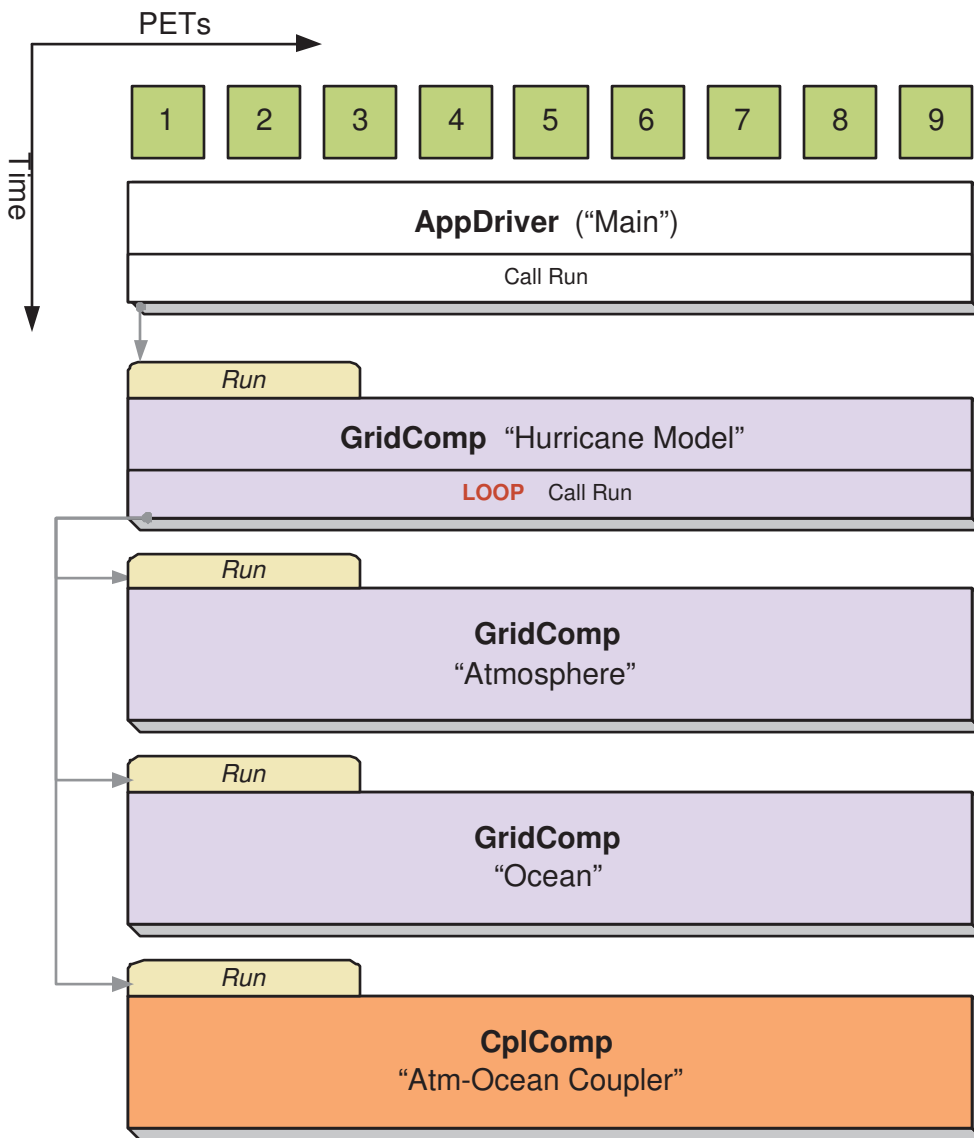 PETs
Time
1 2 3 4 5 6 7 8 9
AppDriver (“Main”)
Call Run
Run
GridComp “Hurricane Model”
LOOP Call Run
Run
GridComp
“Atmosphere”
Run
GridComp
“Ocean”
Run
CplComp
“Atm-Ocean Coupler”